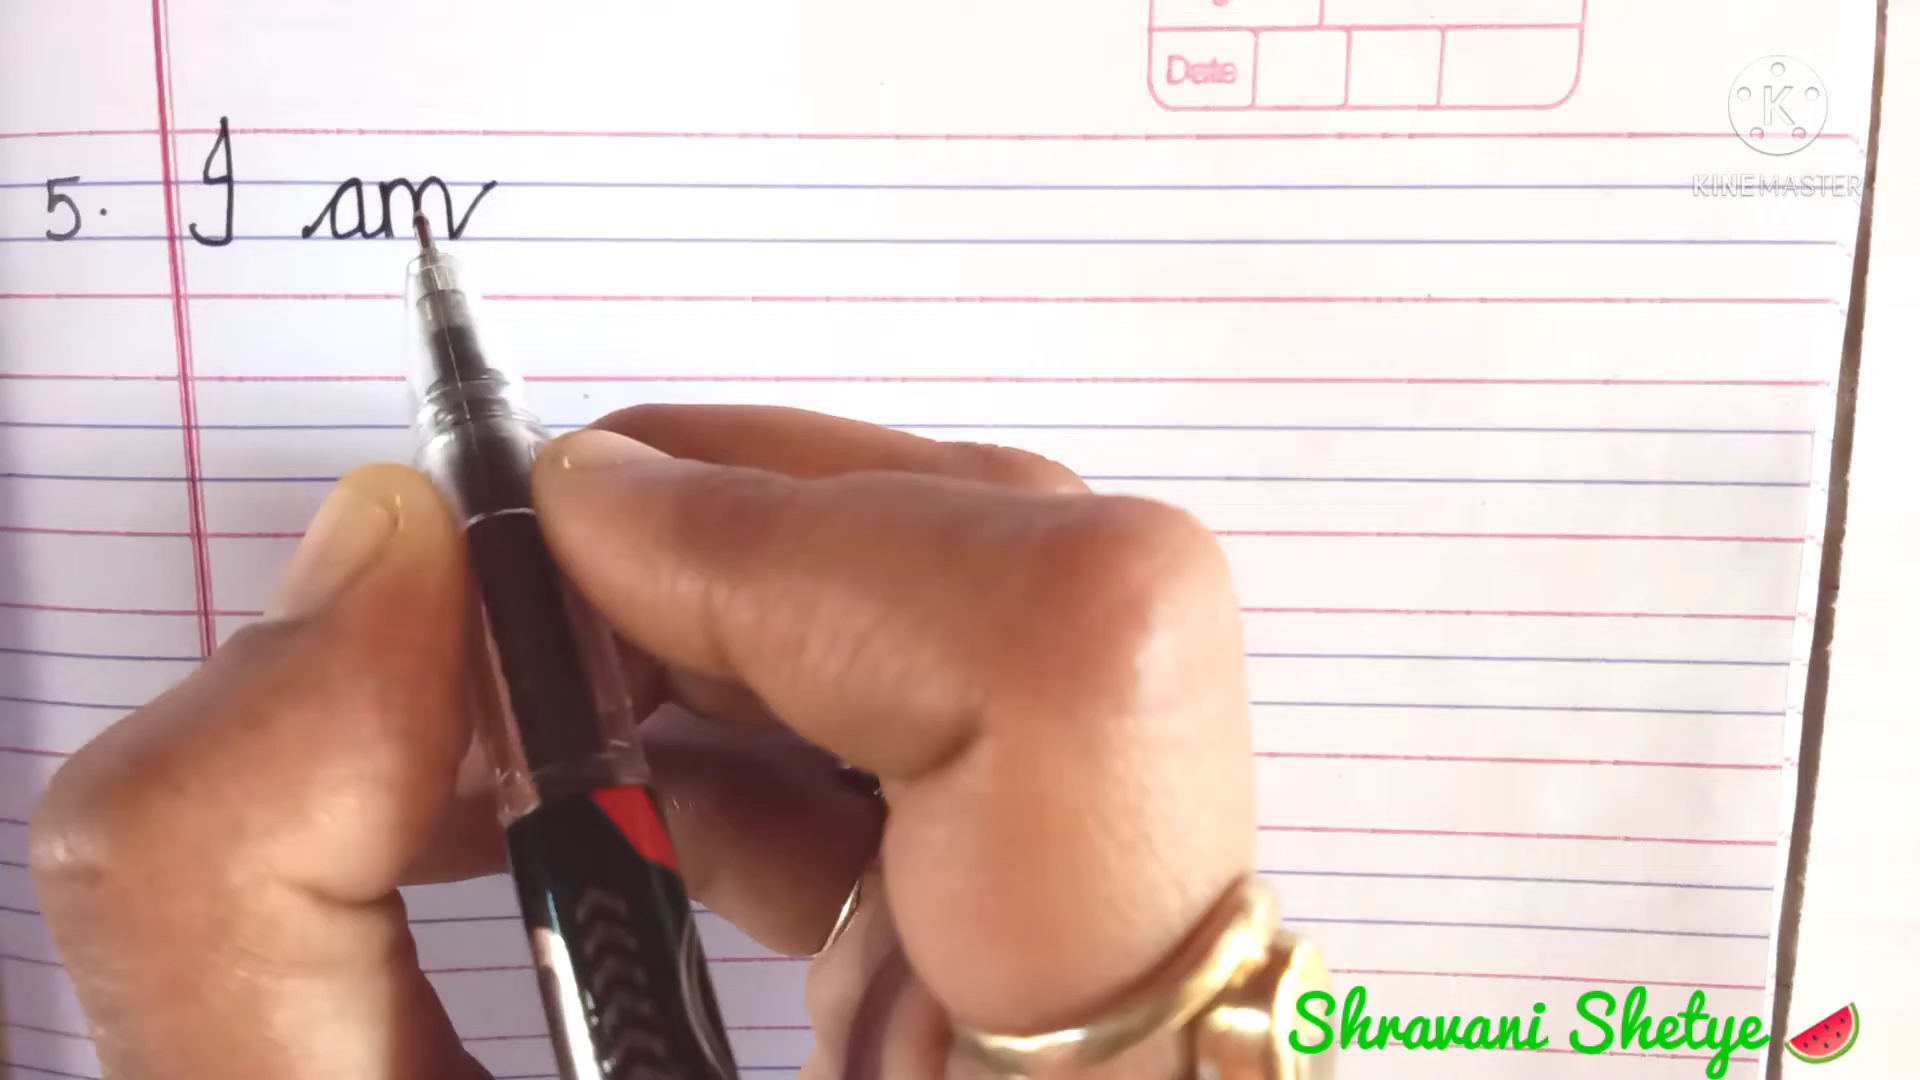 Date
K
KINEMASTER
5. I am
Shravani Shetye